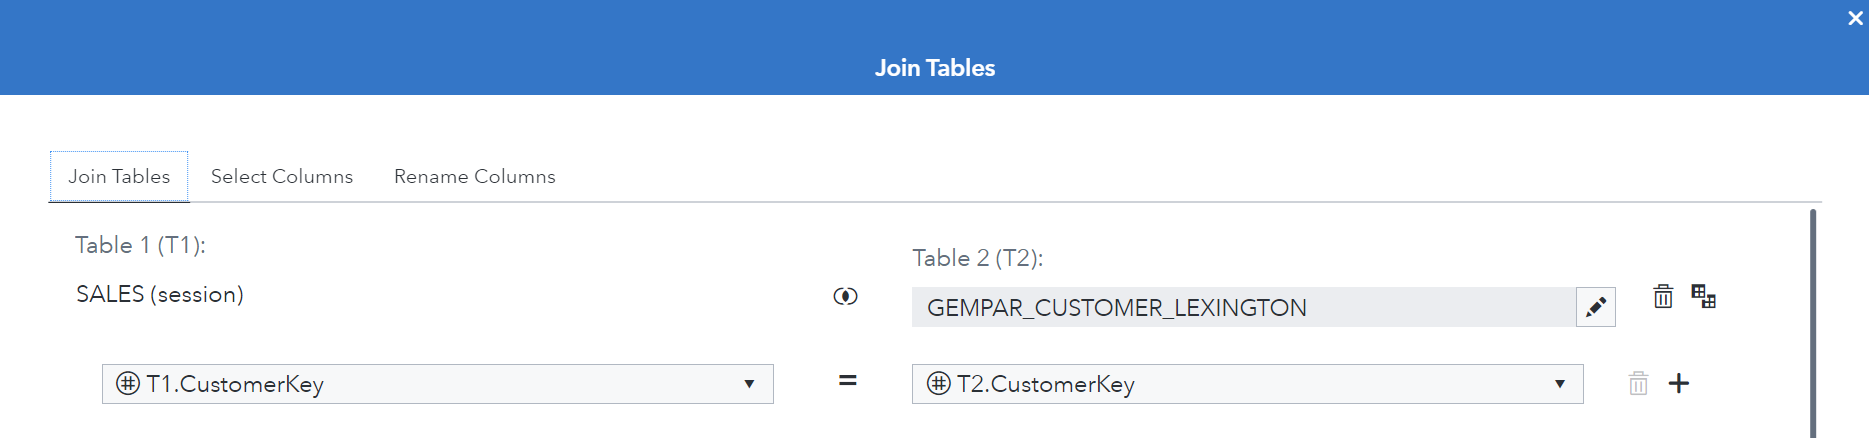 Join Tables
Join Tables Select Columns Rename Columns
Table 1 (T1):
Table 2 (T2):
SALES (session)
GEMPAR_CUSTOMER_LEXINGTON
T1.CustomerKey = T2.CustomerKey